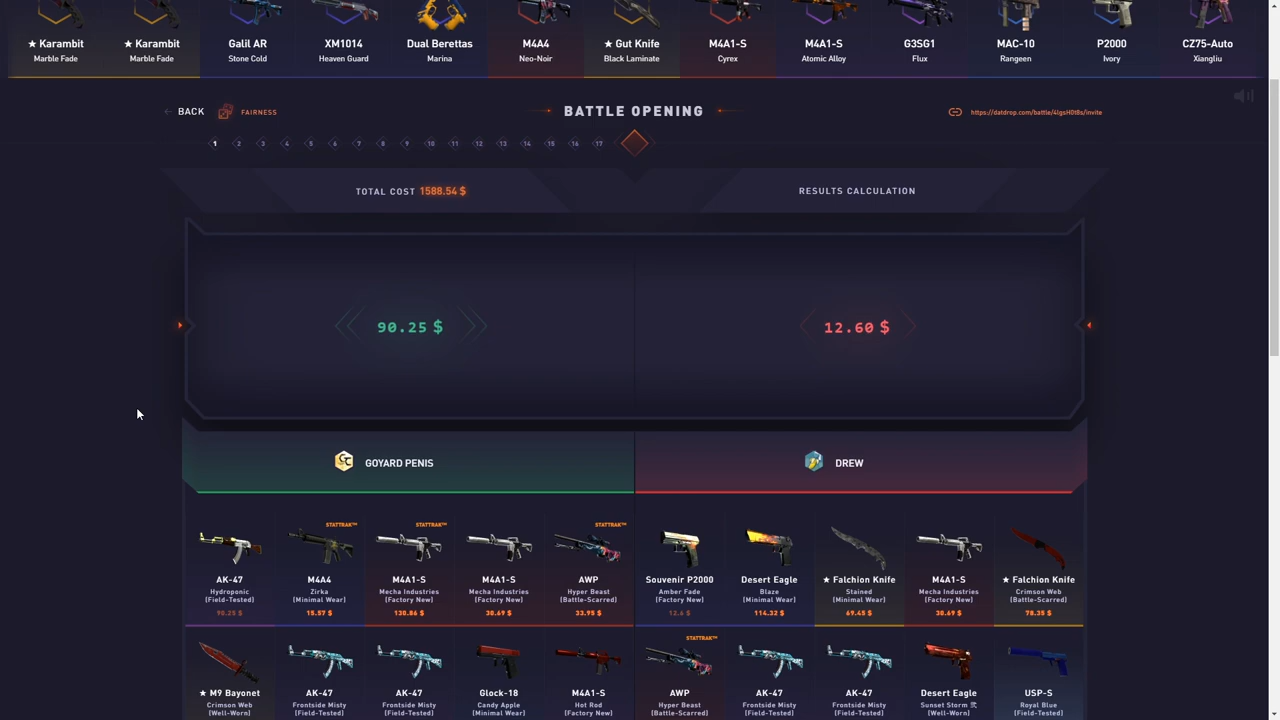 ★ Karambit
Marble Fade
★ Karambit
Marble Fade
Galil AR
Stone Cold
XM1014
Heaven Guard
Dual Berettas
Marina
M4A4
Neo-Noir
★ Gut Knife
Black Laminate
M4A1-S
Cyrex
M4A1-S
Atomic Alloy
G3SG1
Flux
MAC-10
Rangeen
P2000
Ivory
CZ75-Auto
Xiangliu
← BACK
FAIRNESS
BATTLE OPENING
https://datdrop.com/battle/4lgsH0t8s/invite
1 2 3 4 5 6 7 8 9 10 11 12 13 14 15 16 17
TOTAL COST 1588.54 $
RESULTS CALCULATION
90.25 $
12.60 $
GOYARD PENIS
DREW
AK-47
Hydroponic
(Field-Tested)
90.25 $
STATTRAK™
M4A4
Zirka
(Minimal Wear)
15.57 $
STATTRAK™
M4A1-S
Mecha Industries
(Factory New)
130.86 $
M4A1-S
Mecha Industries
(Factory New)
30.69 $
STATTRAK™
AWP
Hyper Beast
(Battle-Scarred)
33.95 $
Souvenir P2000
Amber Fade
(Factory New)
12.6 $
Desert Eagle
Blaze
(Minimal Wear)
114.32 $
★ Falchion Knife
Stained
(Minimal Wear)
69.45 $
M4A1-S
Mecha Industries
(Factory New)
30.69 $
★ Falchion Knife
Crimson Web
(Battle-Scarred)
78.35 $
★ M9 Bayonet
Crimson Web
(Well-Worn)
AK-47
Frontside Misty
(Field-Tested)
AK-47
Frontside Misty
(Field-Tested)
Glock-18
Candy Apple
(Minimal Wear)
M4A1-S
Hot Rod
(Factory New)
STATTRAK™
AWP
Hyper Beast
(Battle-Scarred)
AK-47
Frontside Misty
(Field-Tested)
AK-47
Frontside Misty
(Field-Tested)
Desert Eagle
Sunset Storm 弐
(Well-Worn)
USP-S
Royal Blue
(Field-Tested)